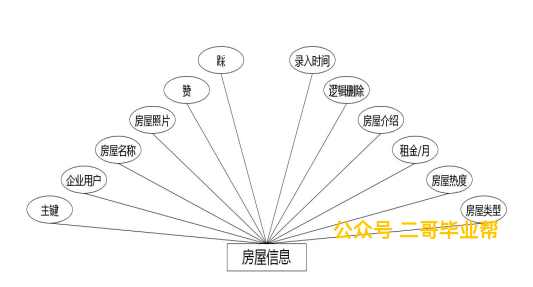 踩
录入时间
赞
逻辑删除
房屋照片
房屋介绍
房屋名称
租金/月
企业用户
房屋热度
主键
房屋类型
公众号 二哥毕业帮
房屋信息